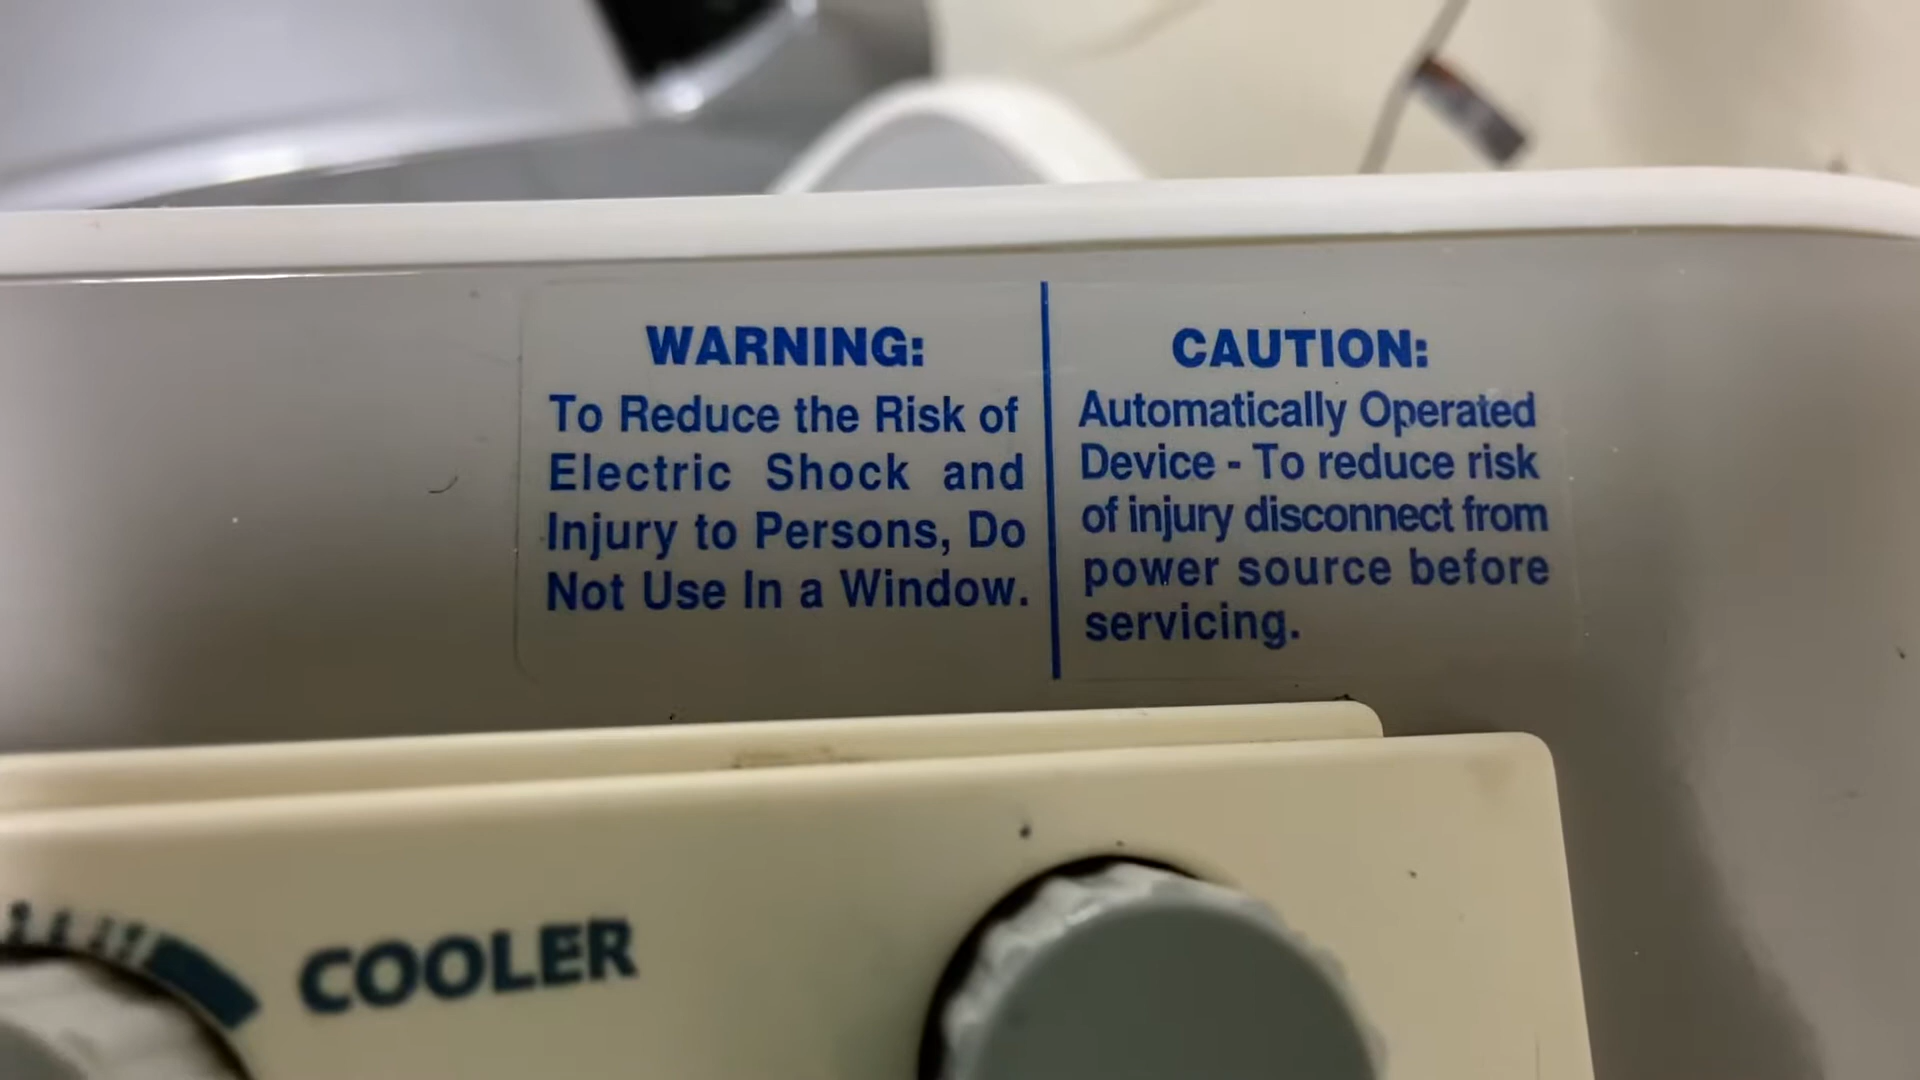 WARNING:
To Reduce the Risk of
Electric Shock and
Injury to Persons, Do
Not Use In a Window.
CAUTION:
Automatically Operated
Device - To reduce risk
of injury disconnect from
power source before
servicing.
COOLER